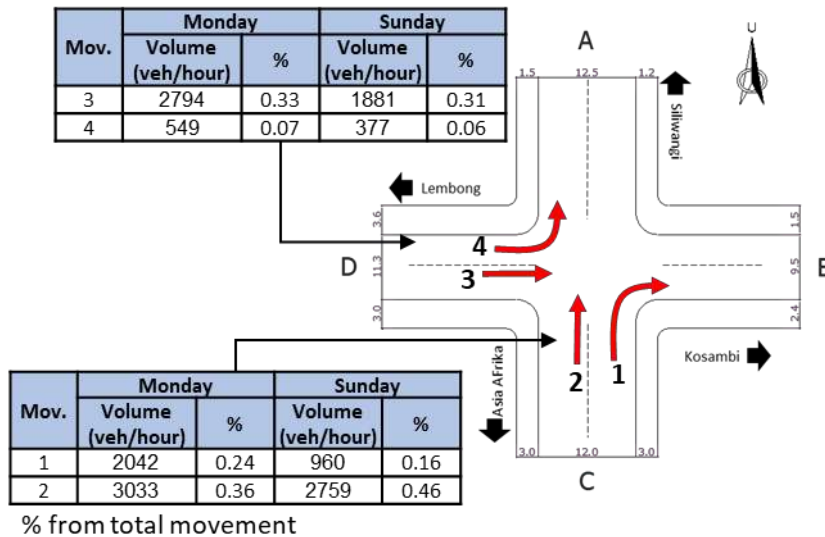 Mov. Monday Sunday
Volume (veh/hour) % Volume (veh/hour) %
3 2794 0.33 1881 0.31
4 549 0.07 377 0.06
A
U
1.5 12.5 1.2
Siliwangi
Lembong
3.6
11.3
3.0
D
4
3
2
1
1.5
9.5
2.4
E
Kosambi
Asia AFrika
3.0 12.0 3.0
C
Mov. Monday Sunday
Volume (veh/hour) % Volume (veh/hour) %
1 2042 0.24 960 0.16
2 3033 0.36 2759 0.46
% from total movement